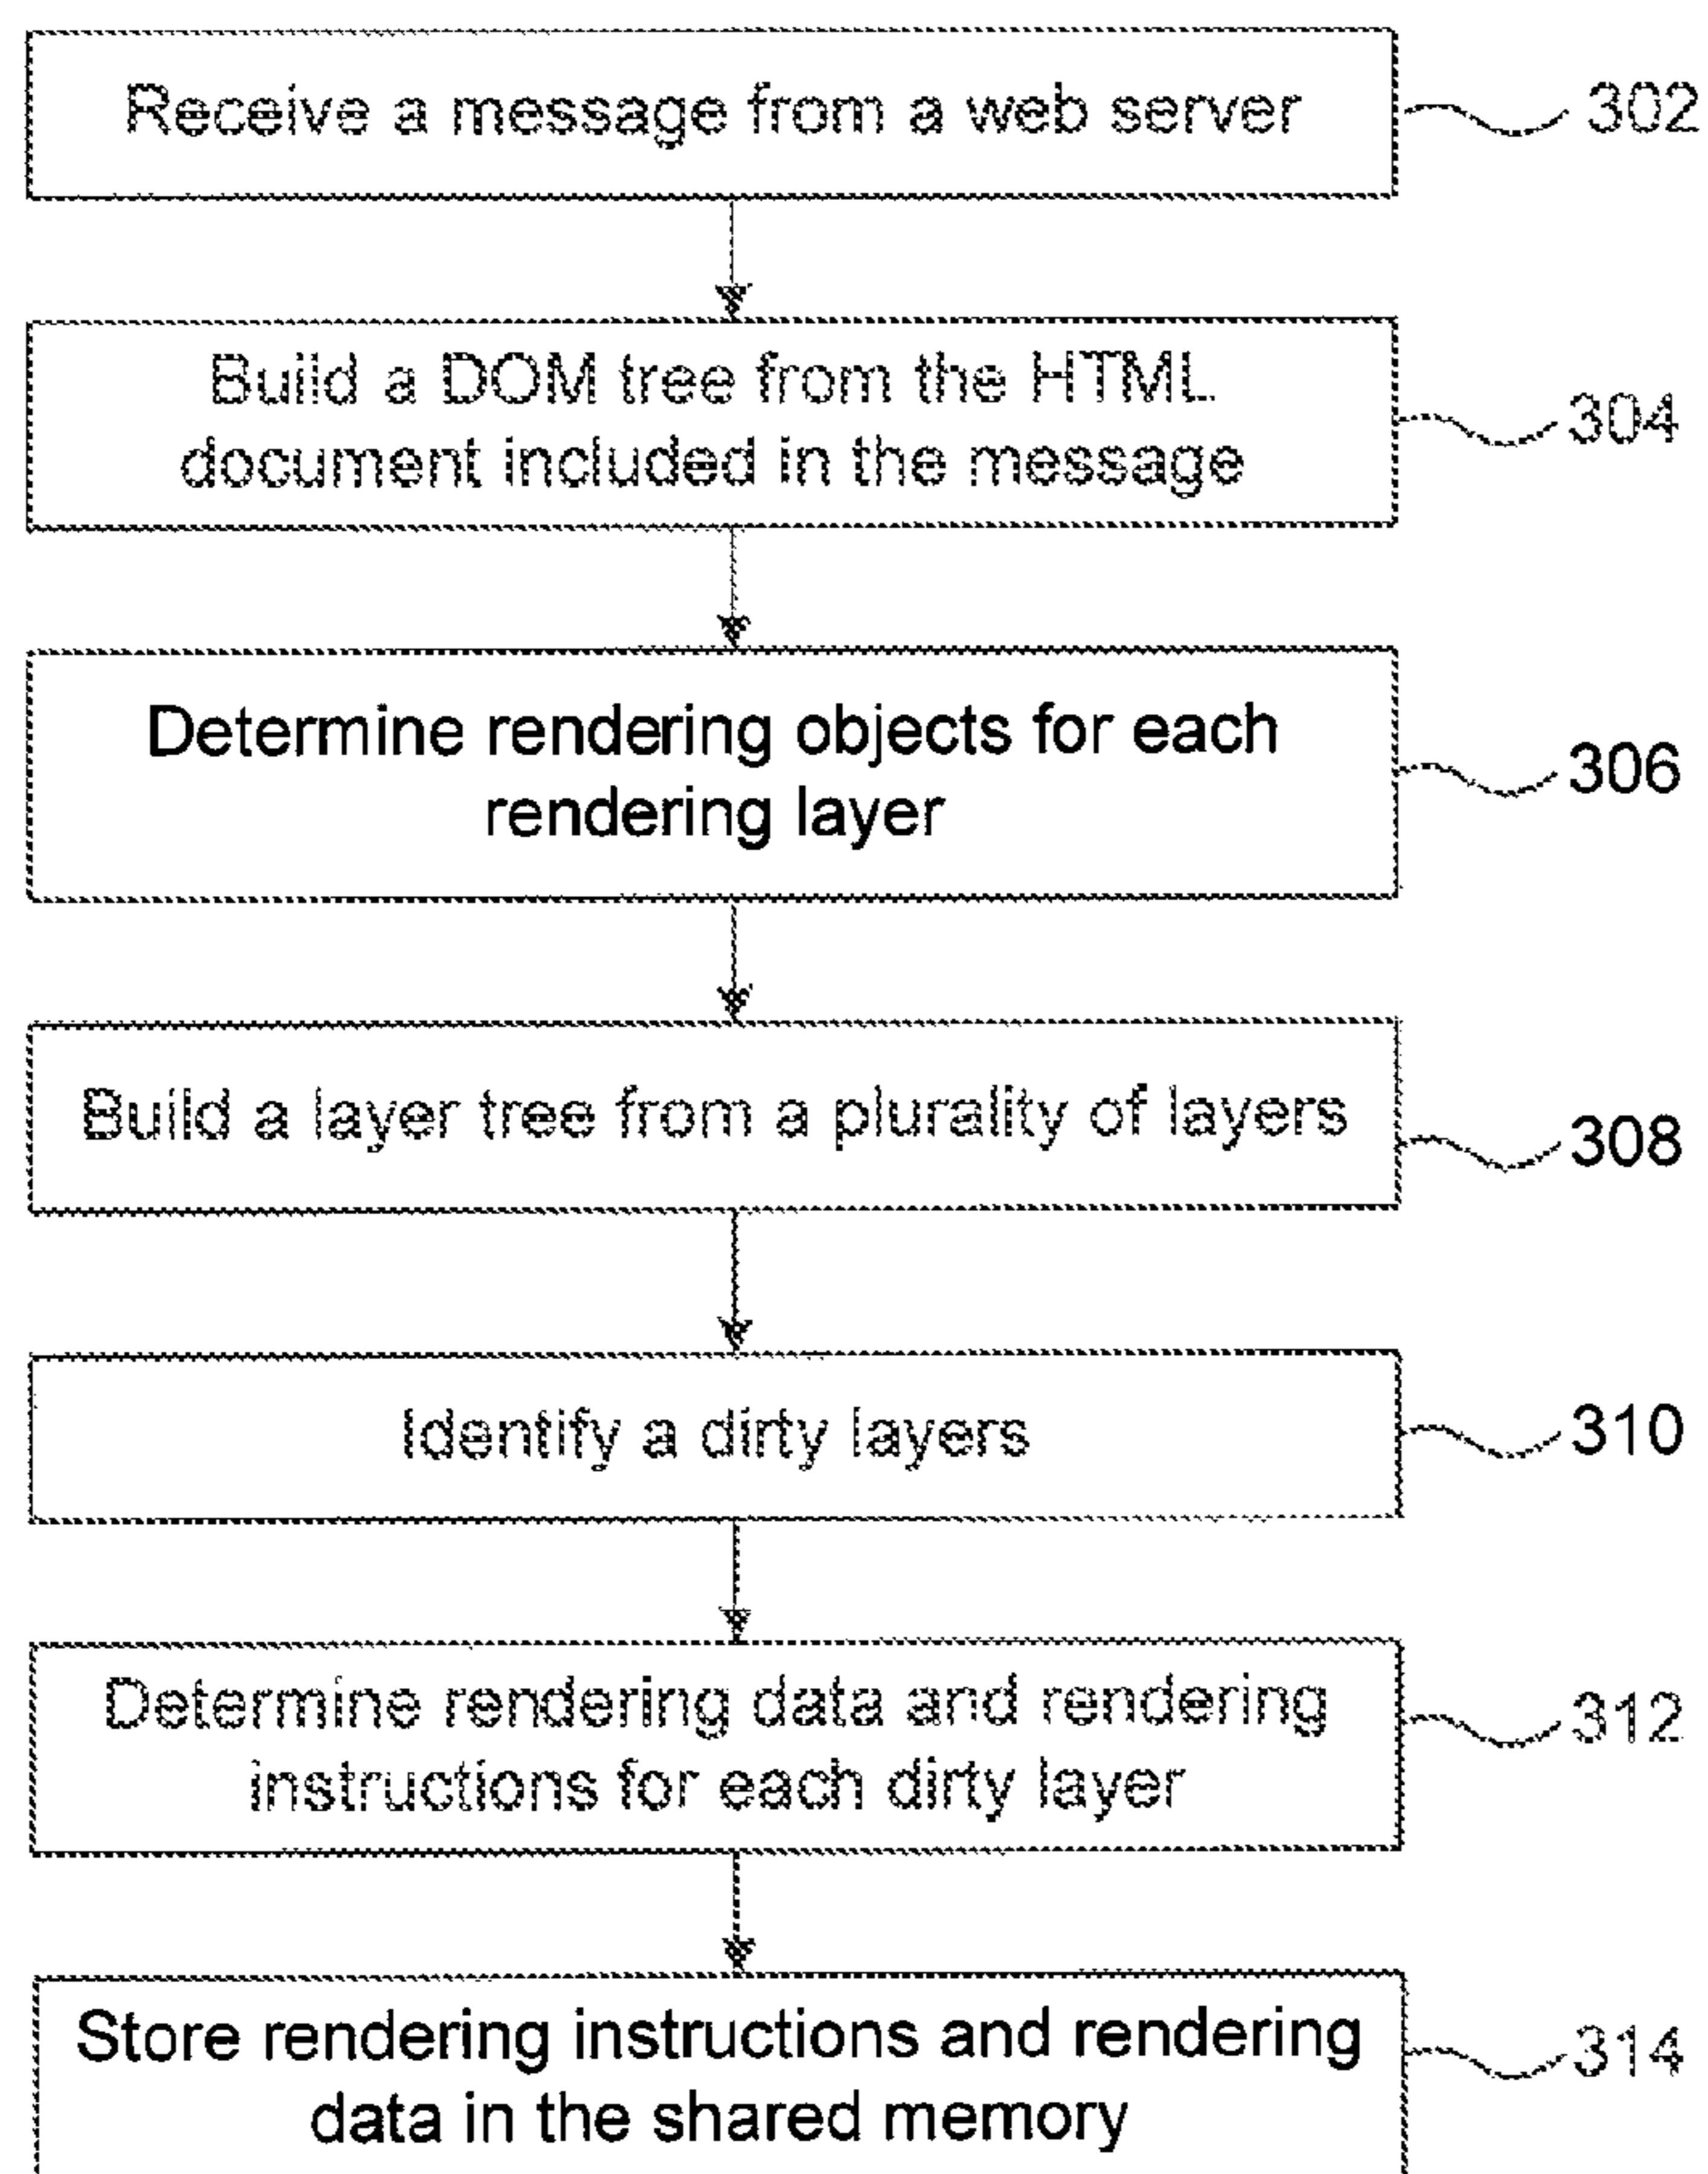 Receive a message from a web server
302
Build a DOM tree from the HTML
document included in the message
304
Determine rendering objects for each
rendering layer
306
Build a layer tree from a plurality of layers
308
Identify a dirty layers
310
Determine rendering data and rendering
instructions for each dirty layer
312
Store rendering instructions and rendering
data in the shared memory
314